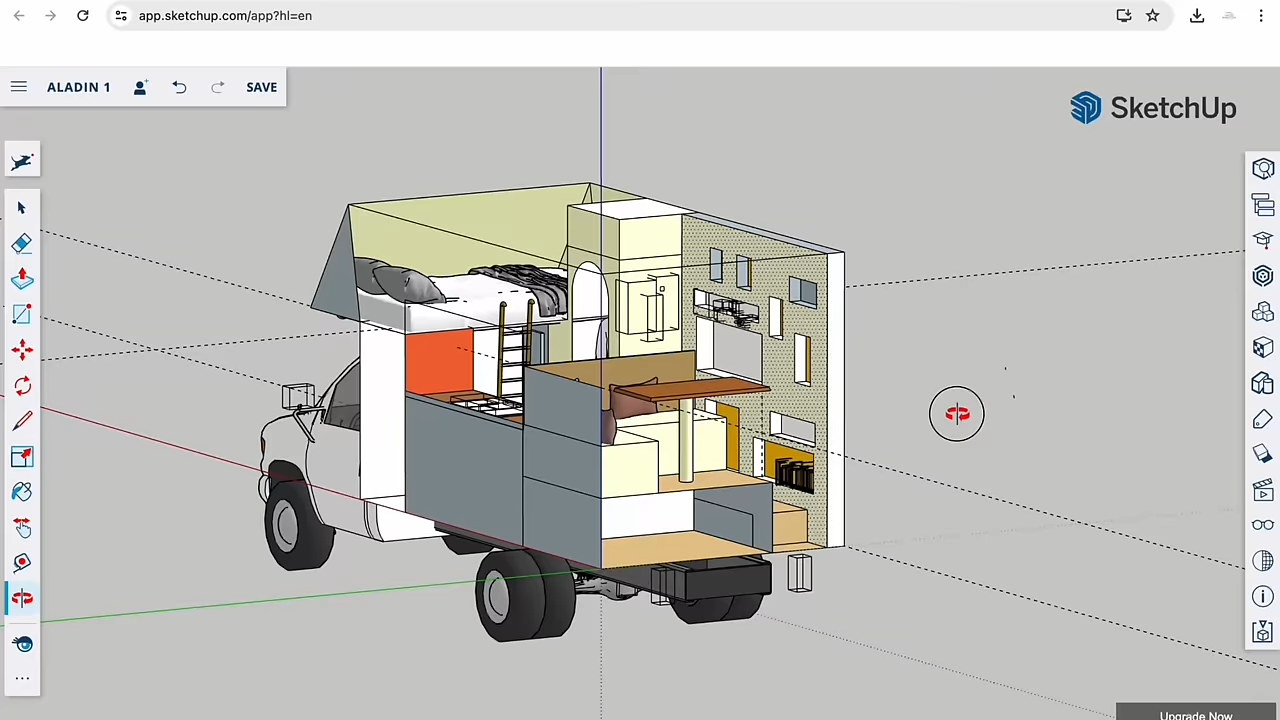 app.sketchup.com/app?hl=en
ALADIN 1
SAVE
SketchUp
Upgrade Now